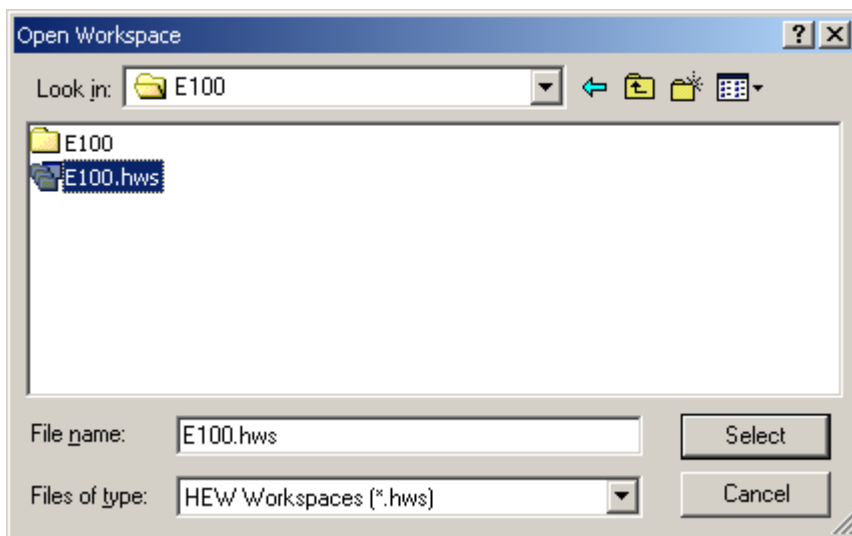 Open Workspace
Look in: E100
E100
E100.hws
File name: E100.hws Select
Files of type: HEW Workspaces (*.hws) Cancel